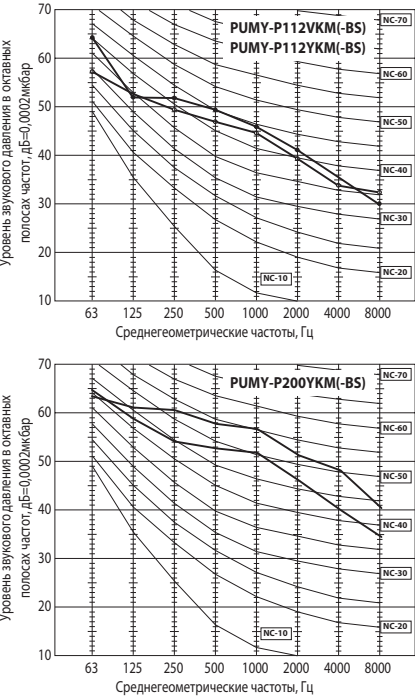 Уровень звукового давления в октавных
полосах частот, дБ=0,0002мкбар
70
60
50
40
30
20
10
PUMY-P112VKM(-BS)
PUMY-P112YKM(-BS)
NC-70
NC-60
NC-50
NC-40
NC-30
NC-20
NC-10
63 125 250 500 1000 2000 4000 8000
Среднегеометрические частоты, Гц
Уровень звукового давления в октавных
полосах частот, дБ=0,0002мкбар
70
60
50
40
30
20
10
PUMY-P200YKM(-BS)
NC-70
NC-60
NC-50
NC-40
NC-30
NC-20
NC-10
63 125 250 500 1000 2000 4000 8000
Среднегеометрические частоты, Гц